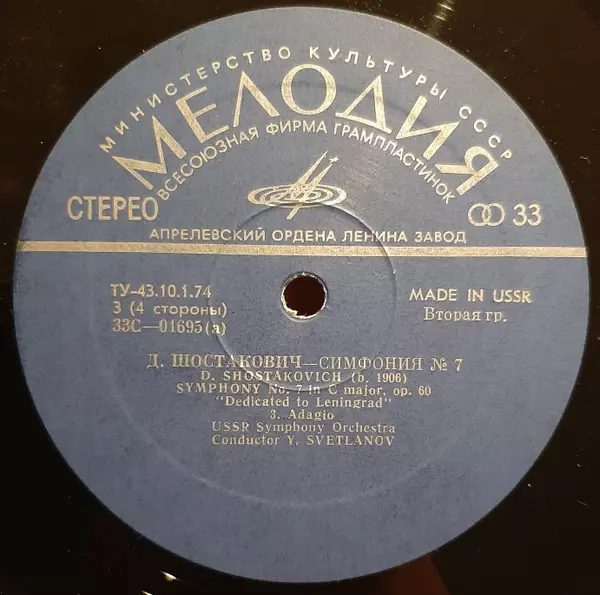 МИНИСТЕРСТВО КУЛЬТУРЫ СССР
МЕЛОДИЯ
ВСЕСОЮЗНАЯ ФИРМА ГРАМПЛАСТИНОК
СТЕРЕО
33
АПРЕЛЕВСКИЙ ОРДЕНА ЛЕНИНА ЗАВОД
ТУ-43.10.1.74
3 (4 стороны)
33С—01695(а)
MADE IN USSR
Вторая гр.
Д. ШОСТАКОВИЧ—СИМФОНИЯ № 7
D. SHOSTAKOVICH (b. 1906)
SYMPHONY No. 7 in C major, op. 60
"Dedicated to Leningrad"
3. Adagio
USSR Symphony Orchestra
Conductor Y. SVETLANOV